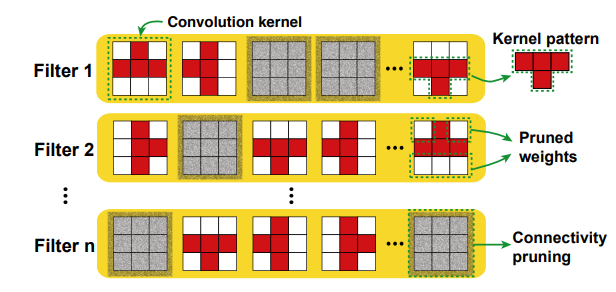 Convolution kernel
Kernel pattern
Filter 1
...
Filter 2
...
Pruned
weights
Filter n
...
Connectivity
pruning